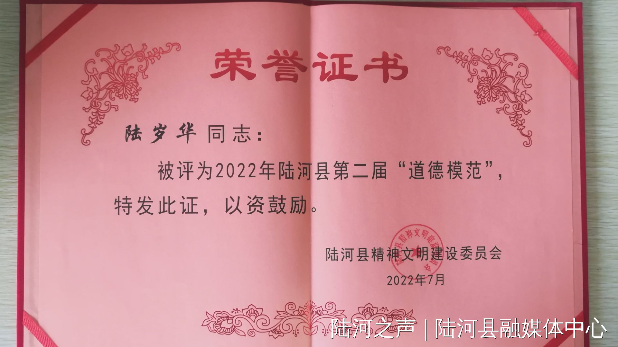 荣誉证书
陆岁华 同志：
被评为2022年陆河县第二届“道德模范”，
特发此证，以资鼓励。
陆河县精神文明建设委员会
2022年7月
陆河之声 | 陆河县融媒体中心